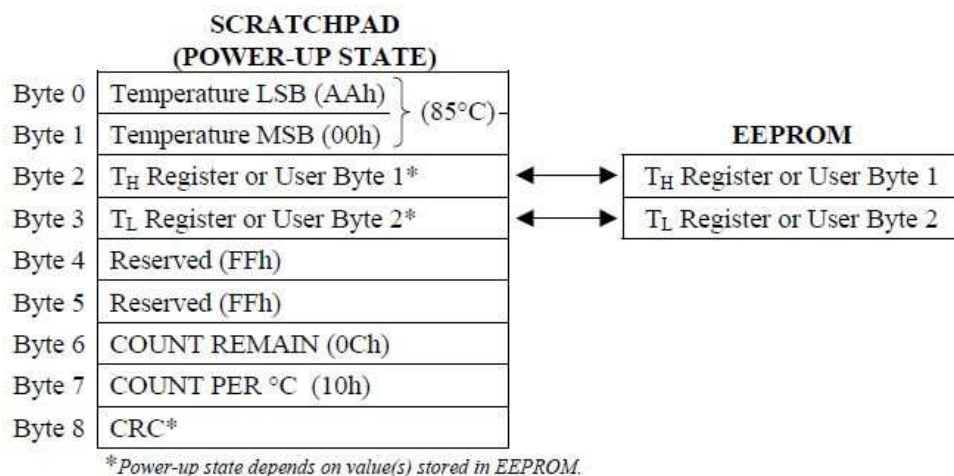 SCRATCHPAD
(POWER-UP STATE)
Byte 0 Temperature LSB (AAh)
(85°C)
Byte 1 Temperature MSB (00h)
EEPROM
Byte 2 TH Register or User Byte 1* TH Register or User Byte 1
Byte 3 TL Register or User Byte 2* TL Register or User Byte 2
Byte 4 Reserved (FFh)
Byte 5 Reserved (FFh)
Byte 6 COUNT REMAIN (0Ch)
Byte 7 COUNT PER °C (10h)
Byte 8 CRC*
*Power-up state depends on value(s) stored in EEPROM.